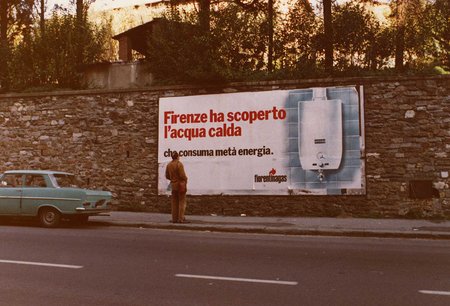 Firenze ha scoperto
l'acqua calda
che consuma metà energia.
fiorentinagas